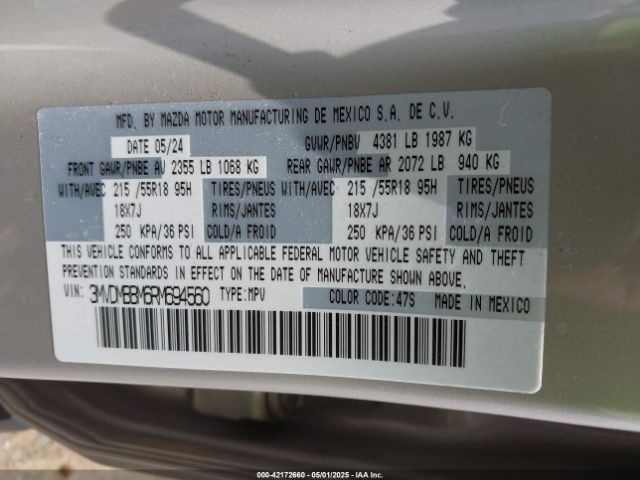 MFD. BY MAZDA MOTOR MANUFACTURING DE MEXICO S.A. DE C.V.
DATE 05/24 GVWR/PNBV 4381 LB 1987 KG
FRONT GAWR/PNBE AV 2355 LB 1068 KG REAR GAWR/PNBE AR 2072 LB 940 KG
WITH/AVEC 215 /55R18 95H TIRES/PNEUS WITH/AVEC 215 /55R18 95H TIRES/PNEUS
18X7J RIMS/JANTES 18X7J RIMS/JANTES
250 KPA/36 PSI COLD/A FROID 250 KPA/36 PSI COLD/A FROID
THIS VEHICLE CONFORMS TO ALL APPLICABLE FEDERAL MOTOR VEHICLE SAFETY AND THEFT
PREVENTION STANDARDS IN EFFECT ON THE DATE OF MANUFACTURE SHOWN ABOVE.
VIN: 3MVDMBBM6RM694560 TYPE:MPV COLOR CODE:47S MADE IN MEXICO
000-42172660 - 05/01/2025 - IAAI, Inc.